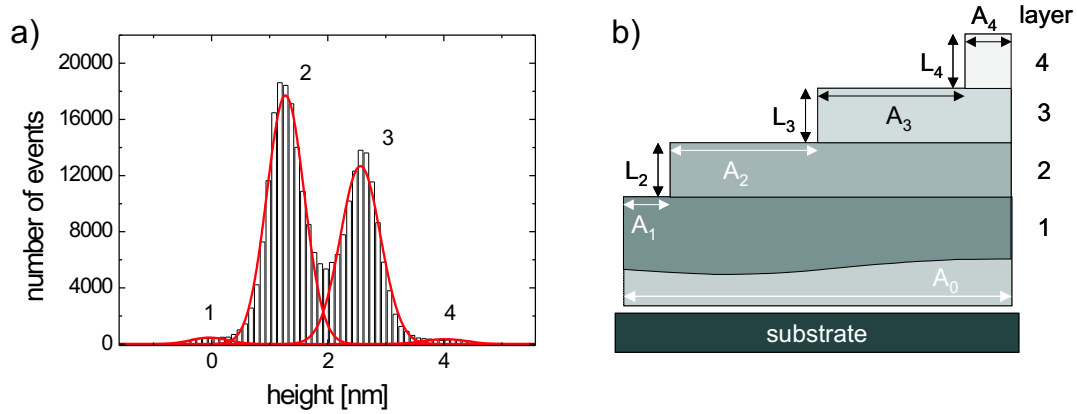 a)
number of events
20000
16000
12000
8000
4000
0
1
2
3
4
0
2
4
height [nm]
b)
layer
A4
L4
4
L3
A3
3
L2
A2
2
A1
1
A0
substrate